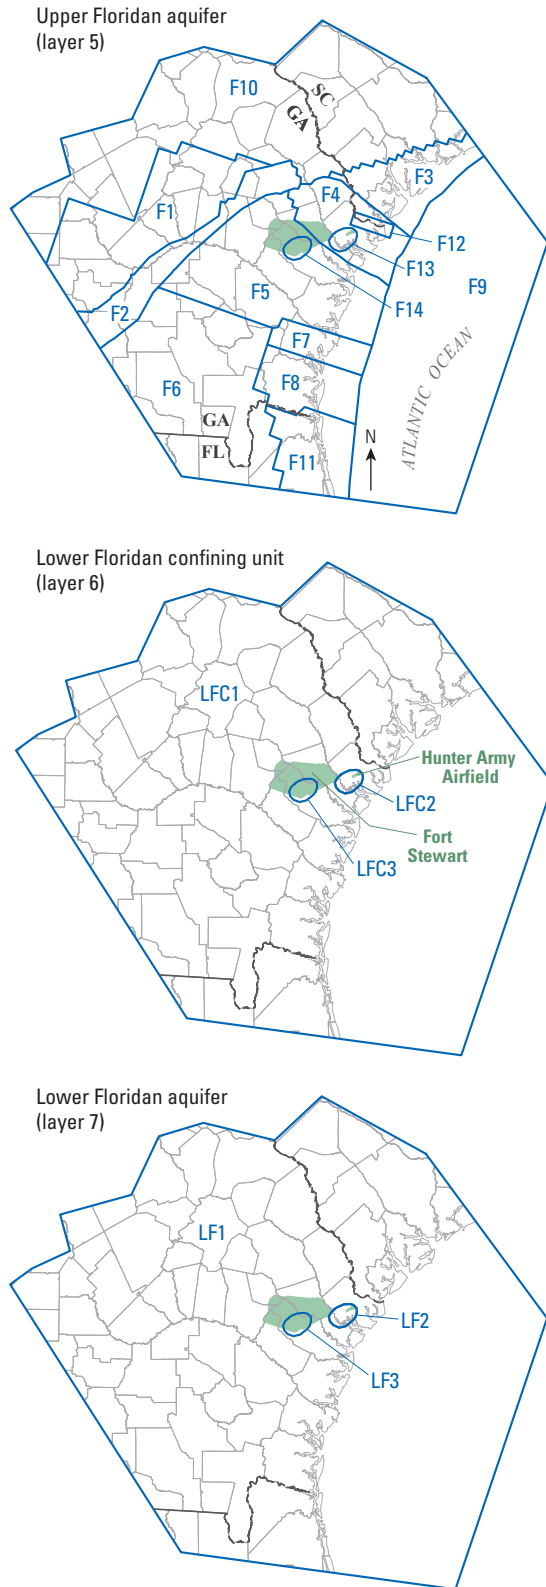 Upper Floridan aquifer
(layer 5)
F10
SC
GA
F3
F4
F1
F12
F13
F9
F5
F14
F2
F7
F6
F8
ATLANTIC OCEAN
GA
FL
F11
N
Lower Floridan confining unit
(layer 6)
LFC1
Hunter Army
Airfield
LFC2
Fort
Stewart
LFC3
Lower Floridan aquifer
(layer 7)
LF1
LF2
LF3